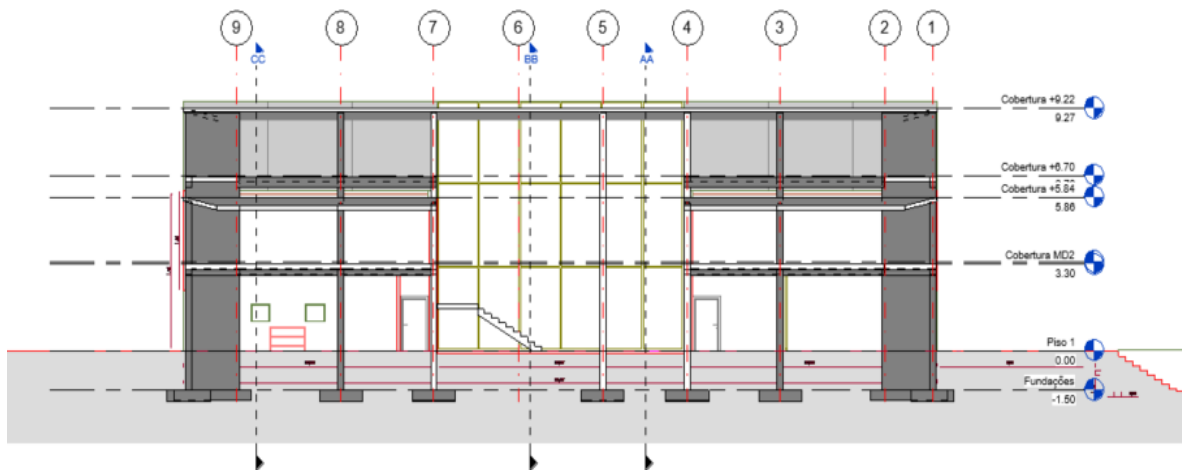 9 8 7 6 5 4 3 2 1
CC BB AA
Cobertura +9.22
9.27
Cobertura +6.70
Cobertura +5.84
5.86
Cobertura MD2
3.30
Piso 1
0.00
Fundações
-1.50